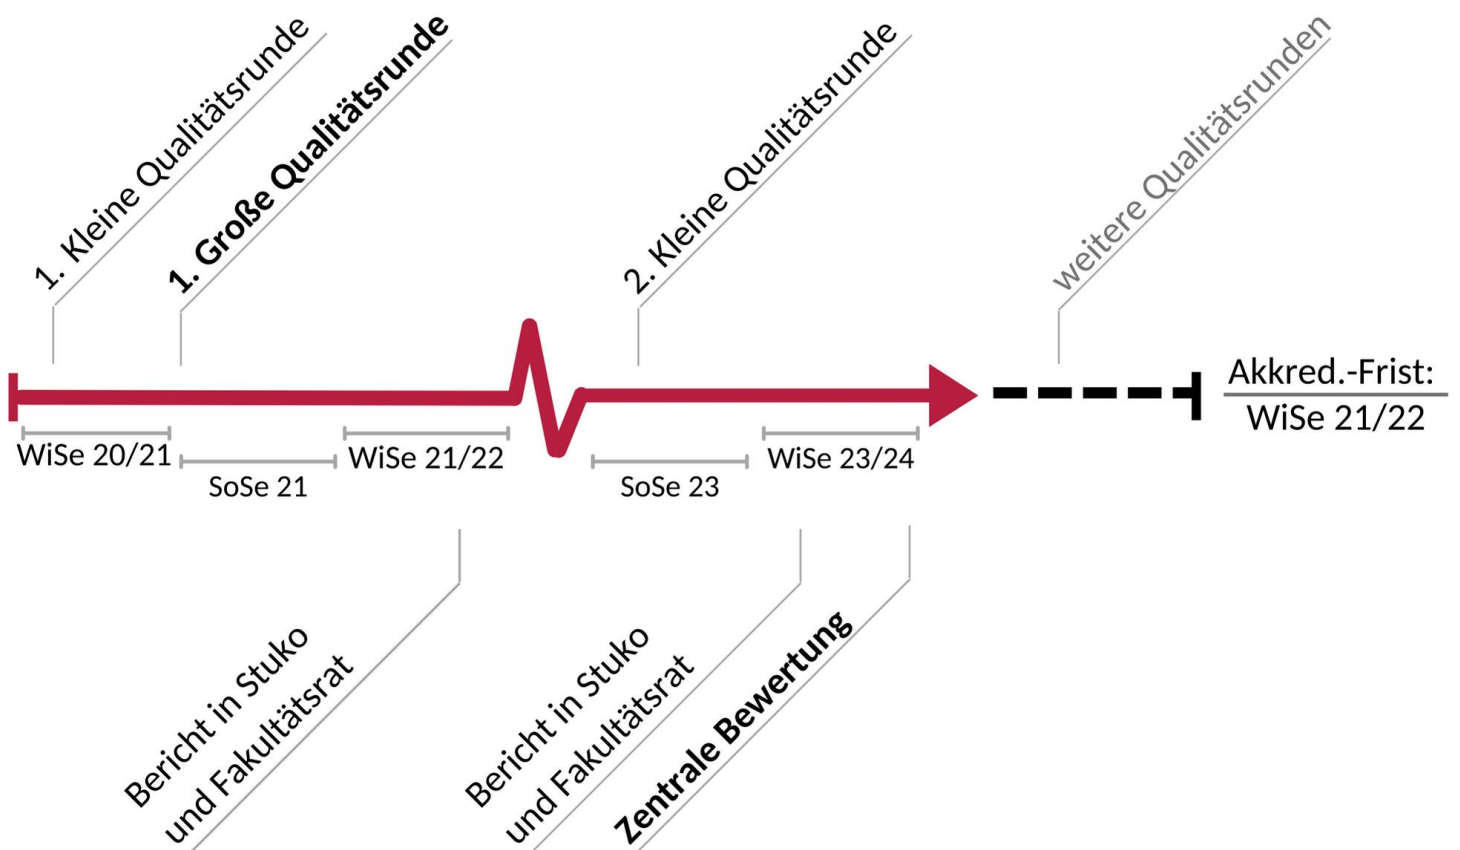 1. Kleine Qualitätsrunde
1. Große Qualitätsrunde
2. Kleine Qualitätsrunde
weitere Qualitätsrunden
Akkred.-Frist:
WiSe 21/22
WiSe 20/21
SoSe 21
WiSe 21/22
SoSe 23
WiSe 23/24
Bericht in Stuko
und Fakultätsrat
Bericht in Stuko
und Fakultätsrat
Zentrale Bewertung